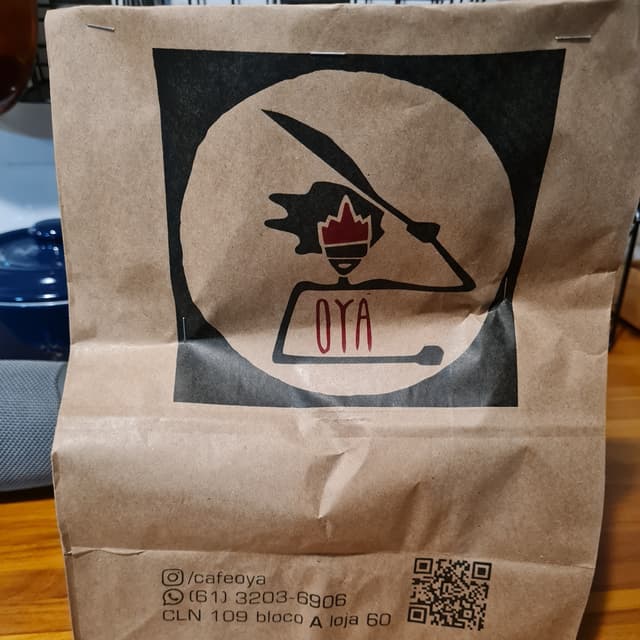 OYÁ
/cafeoya
(61) 3203-6906
CLN 109 bloco A loja 60